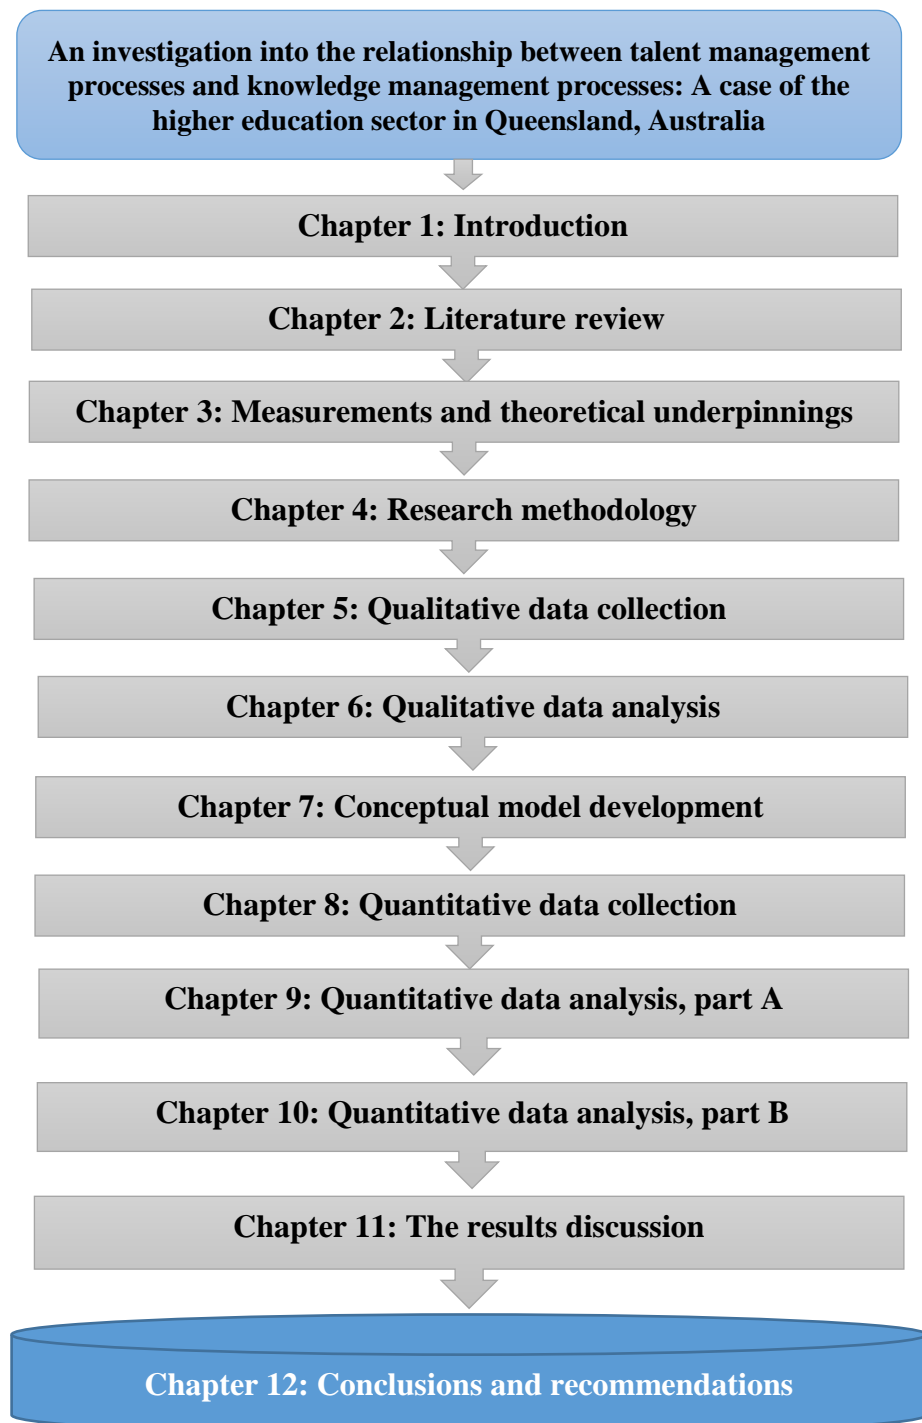 An investigation into the relationship between talent management
processes and knowledge management processes: A case of the
higher education sector in Queensland, Australia
Chapter 1: Introduction
Chapter 2: Literature review
Chapter 3: Measurements and theoretical underpinnings
Chapter 4: Research methodology
Chapter 5: Qualitative data collection
Chapter 6: Qualitative data analysis
Chapter 7: Conceptual model development
Chapter 8: Quantitative data collection
Chapter 9: Quantitative data analysis, part A
Chapter 10: Quantitative data analysis, part B
Chapter 11: The results discussion
Chapter 12: Conclusions and recommendations